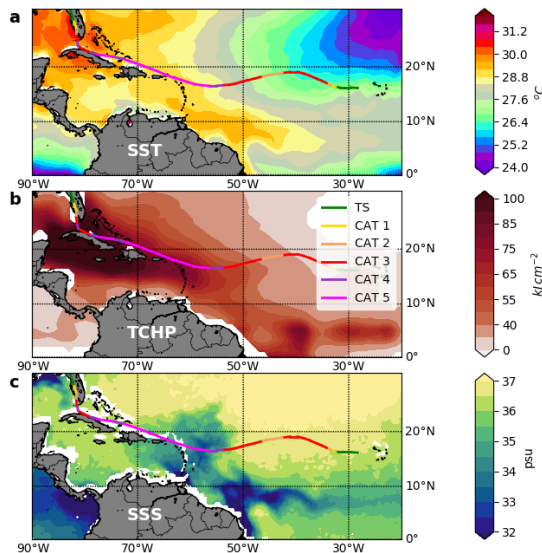 a
SST
20°N
10°N
0°
90°W
70°W
50°W
30°W
31.2
30.0
28.8
27.6
26.4
25.2
24.0
°C
b
TCHP
TS
CAT 1
CAT 2
CAT 3
CAT 4
CAT 5
20°N
10°N
0°
90°W
70°W
50°W
30°W
100
85
75
65
55
40
0
kJ cm⁻²
c
SSS
20°N
10°N
0°
90°W
70°W
50°W
30°W
37
36
35
34
33
32
psu